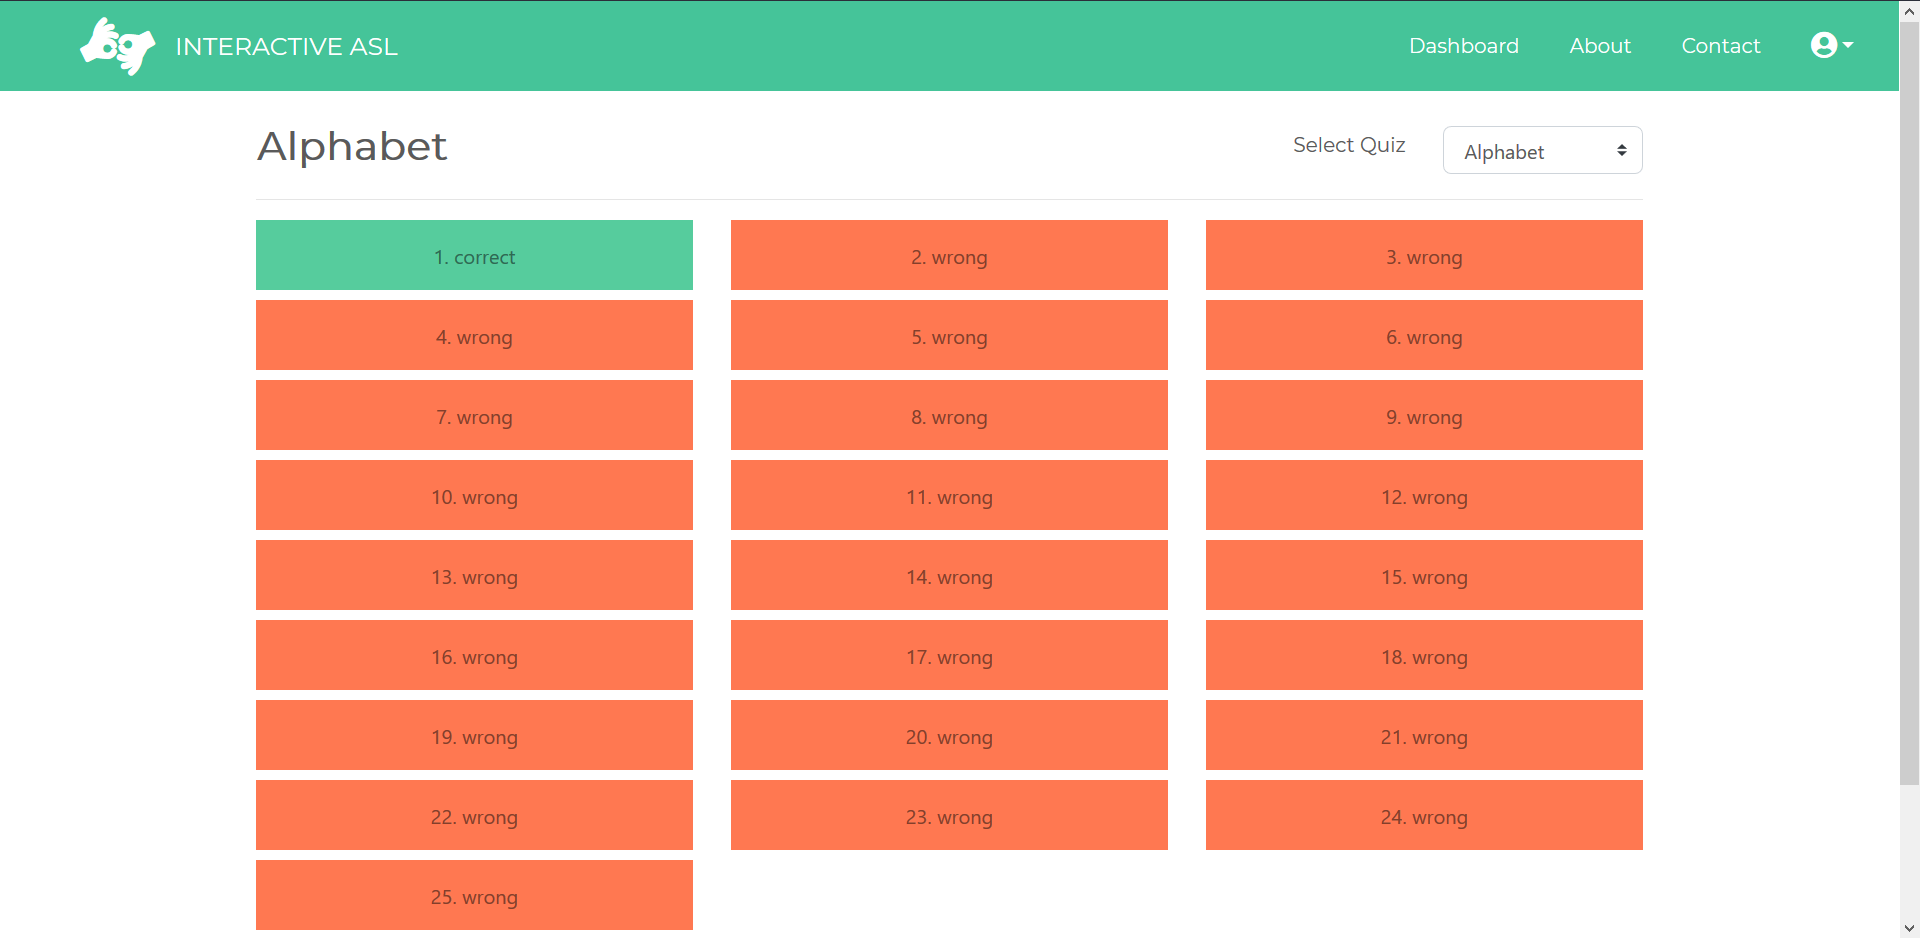 INTERACTIVE ASL
Dashboard
About
Contact
Alphabet
Select Quiz
Alphabet
1. correct
2. wrong
3. wrong
4. wrong
5. wrong
6. wrong
7. wrong
8. wrong
9. wrong
10. wrong
11. wrong
12. wrong
13. wrong
14. wrong
15. wrong
16. wrong
17. wrong
18. wrong
19. wrong
20. wrong
21. wrong
22. wrong
23. wrong
24. wrong
25. wrong